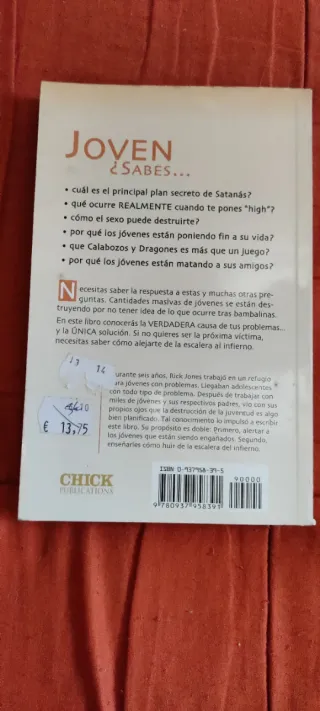 JOVEN
¿SABES...
• cuál es el principal plan secreto de Satanás?
• qué ocurre REALMENTE cuando te pones "high"?
• cómo el sexo puede destruirte?
• por qué los jóvenes están poniendo fin a su vida?
• que Calabozos y Dragones es más que un juego?
• por qué los jóvenes están matando a sus amigos?
Necesitas saber la respuesta a estas y muchas otras pre-
guntas. Cantidades masivas de jóvenes se están des-
truyendo por no tener idea de lo que ocurre tras bambalinas.
En este libro conocerás la VERDADERA causa de tus problemas...
y la ÚNICA solución. Si no quieres ser la próxima víctima,
necesitas saber cómo alejarte de la escalera al infierno.
13 14
urante seis años, Rick Jones trabajó en un refugio
para jóvenes con problemas. Llegaban adolescentes
con todo tipo de problema. Después de trabajar con
miles de jóvenes y sus respectivos padres, vio con sus
propios ojos que la destrucción de la juventud es algo
bien planificado. Tal conocimiento lo impulsó a escribir
este libro. Su propósito es doble: Primero, alertar a
los jóvenes que están siendo engañados. Segundo,
enseñarles cómo huir de la escalera del infierno.
€ 13,95
CHICK
PUBLICATIONS
ISBN 0-937958-39-5
90000
9 780937 958393